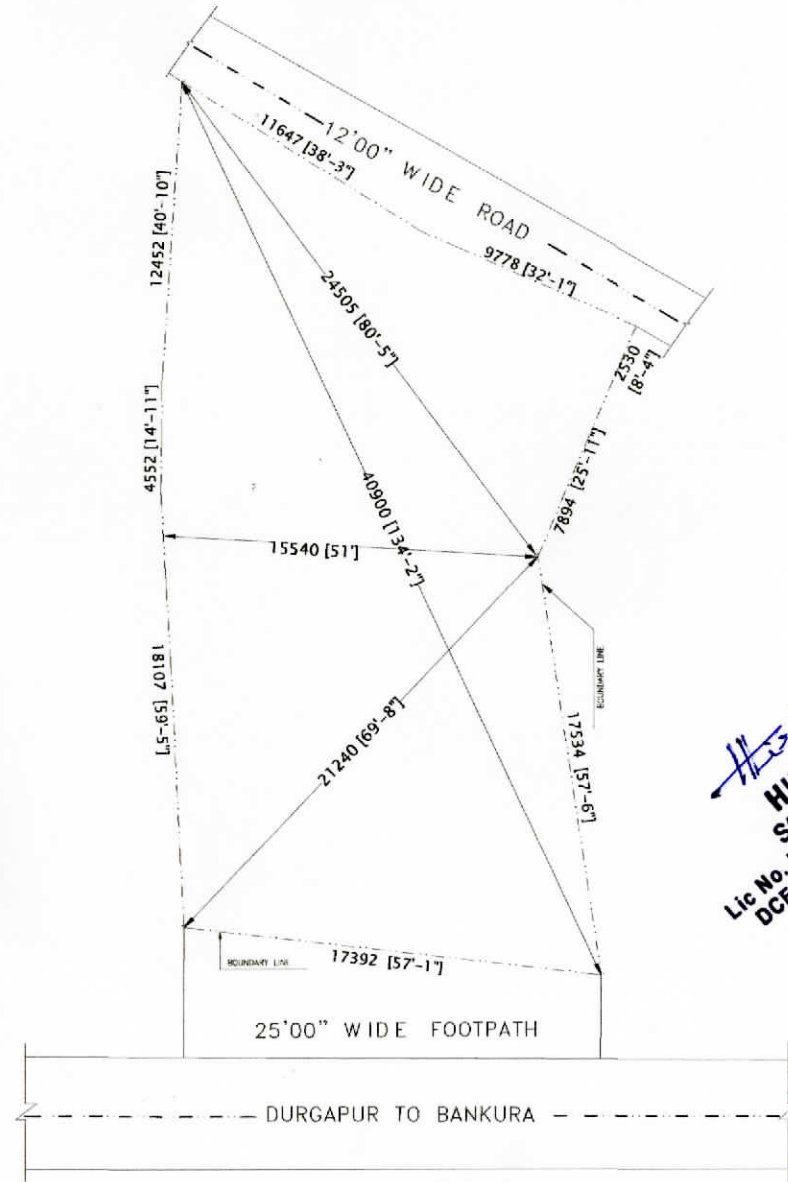 12'00" WIDE ROAD
11647 [38'-3"]
9778 [32'-1"]
12452 [40'-10"]
24505 [80'-5"]
2530
[8'-4"]
4552 [14'-11"]
7894 [25'-11"]
40900 [134'-2"]
15540 [51']
BOUNDARY LINE
18107 [59'-5"]
21240 [69'-8"]
17534 [57'-6"]
Lic No.
17392 [57'-1"]
BOUNDARY LINE
25'00" WIDE FOOTPATH
DURGAPUR TO BANKURA